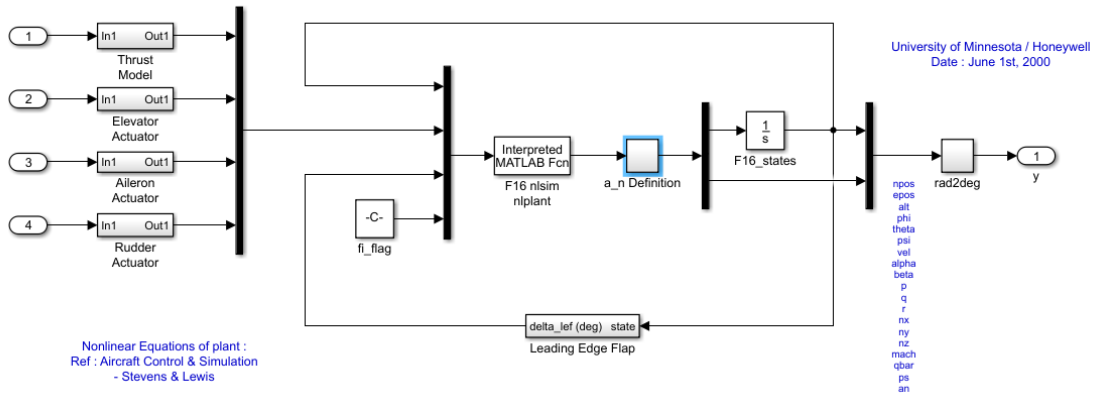 1
In1 Out1
Thrust
Model
2
In1 Out1
Elevator
Actuator
3
In1 Out1
Aileron
Actuator
4
In1 Out1
Rudder
Actuator
Nonlinear Equations of plant :
Ref : Aircraft Control & Simulation
- Stevens & Lewis
-C-
fi_flag
Interpreted
MATLAB Fcn
F16 nlsim
nlplant
a_n Definition
1
s
F16_states
delta_lef (deg) state
Leading Edge Flap
University of Minnesota / Honeywell
Date : June 1st, 2000
rad2deg
1
y
npos
epos
alt
phi
theta
psi
vel
alpha
beta
p
q
r
nx
ny
nz
mach
qbar
ps
an